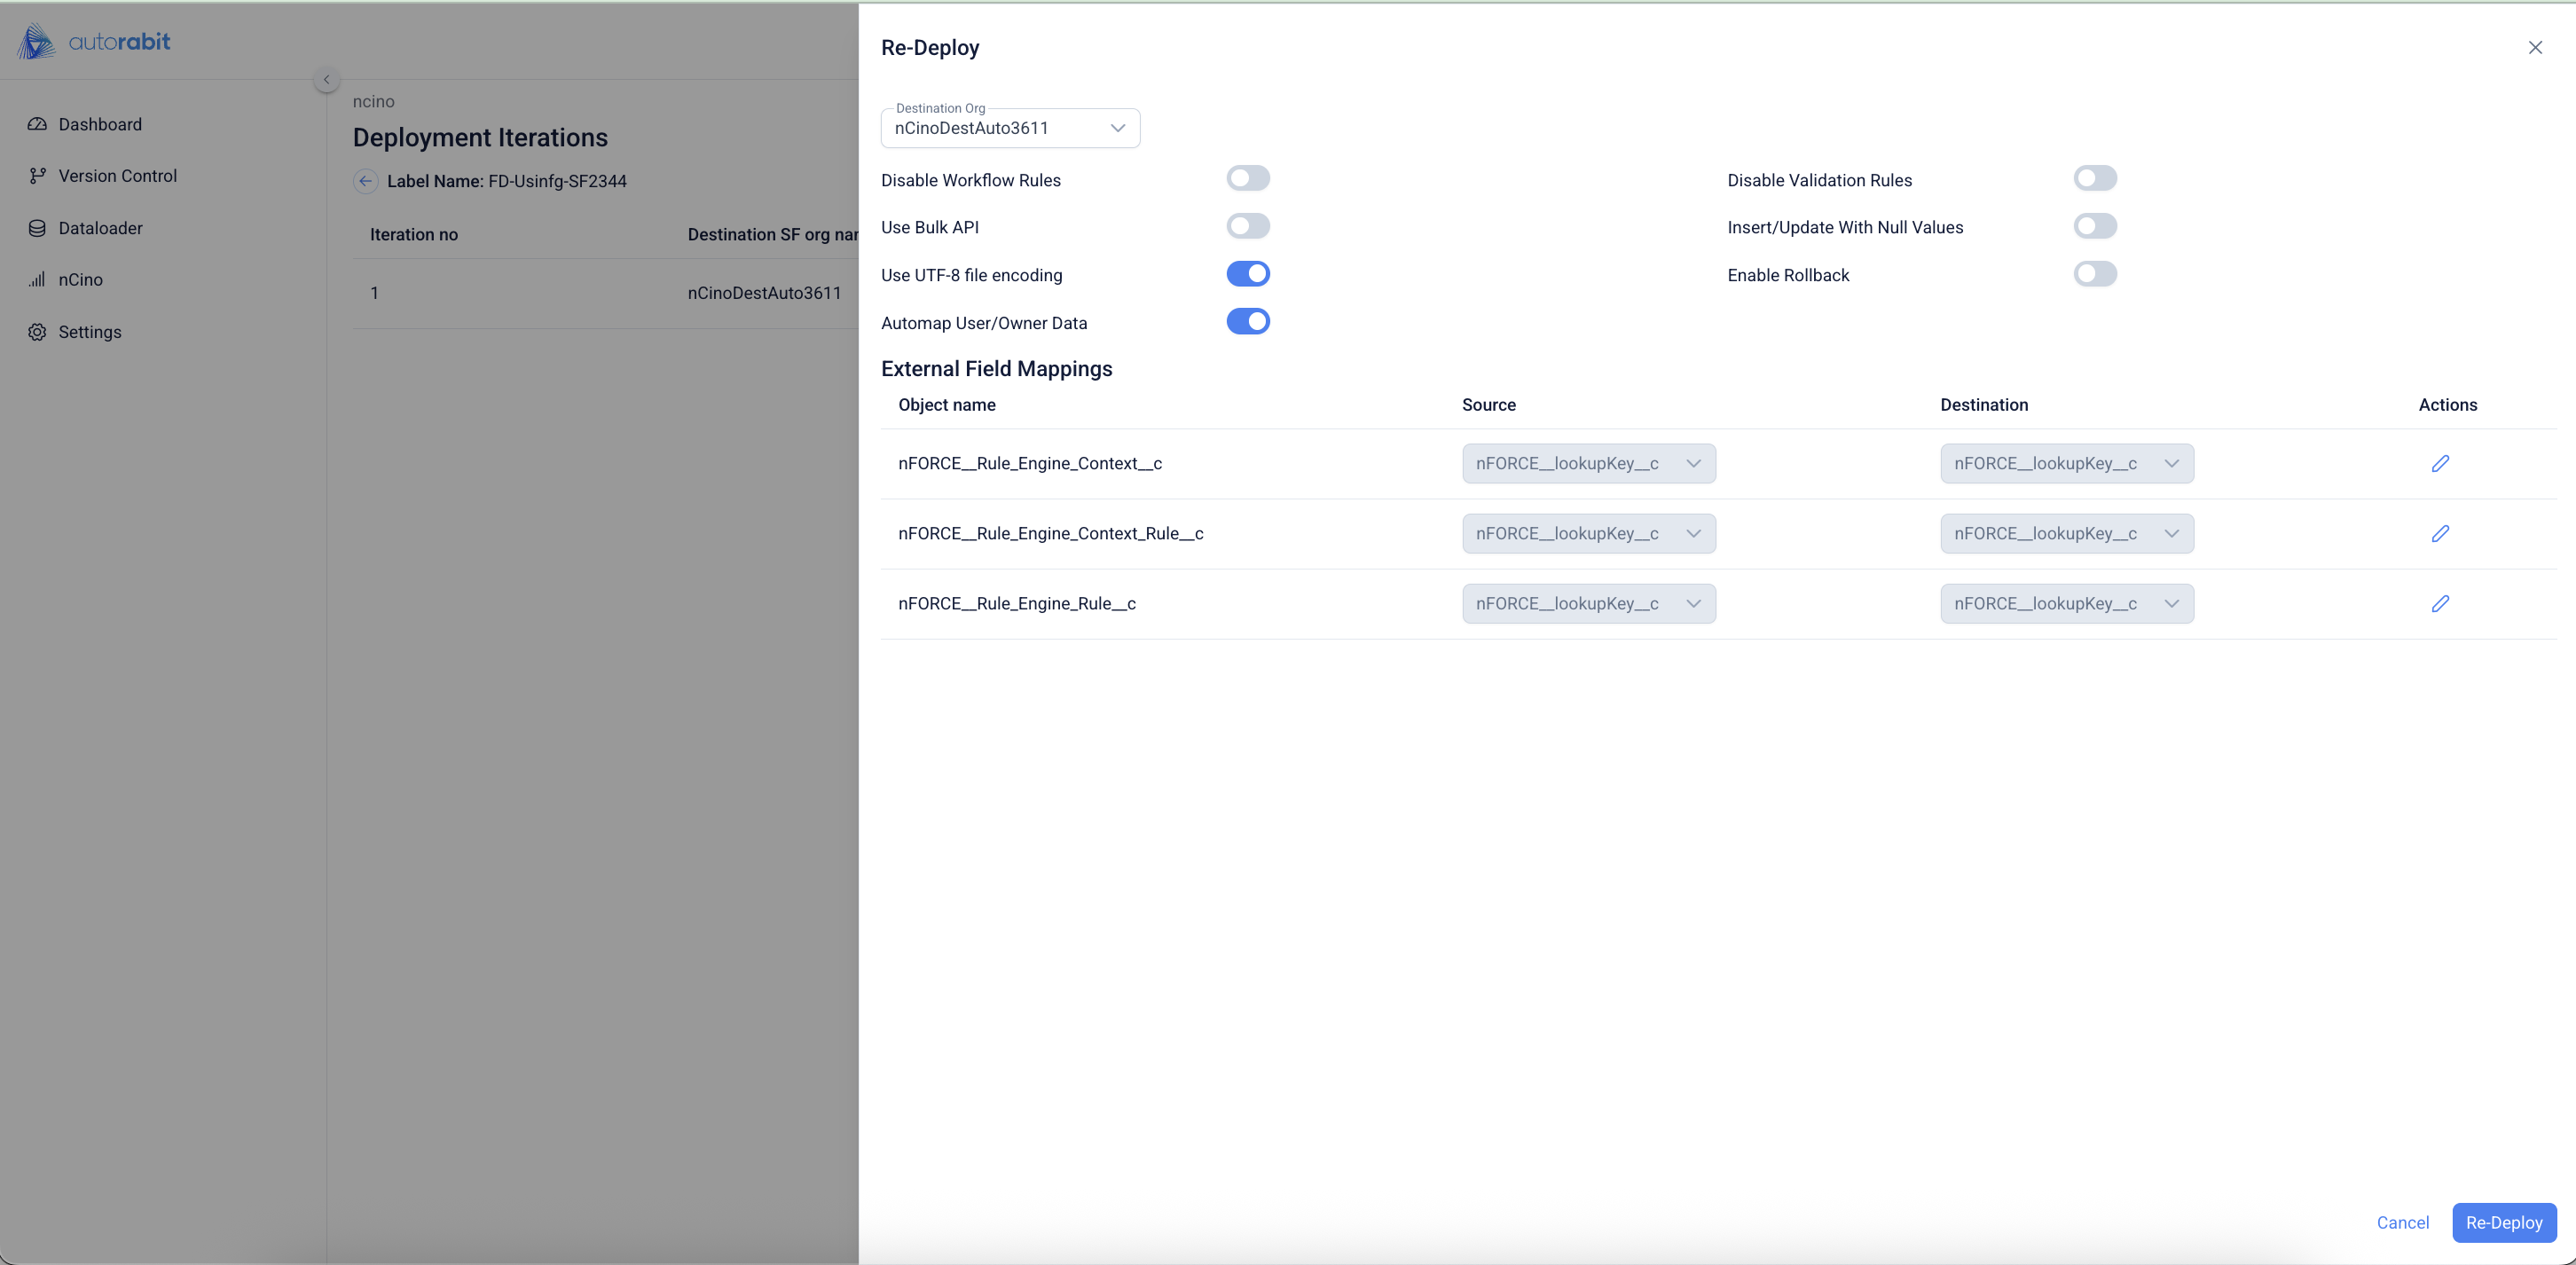 autorabit
Dashboard
Version Control
Dataloader
nCino
Settings
ncino
Deployment Iterations
Label Name: FD-Usinfg-SF2344
Iteration no Destination SF org nar
1 nCinoDestAuto3611
Re-Deploy
Destination Org
nCinoDestAuto3611
Disable Workflow Rules Disable Validation Rules
Use Bulk API Insert/Update With Null Values
Use UTF-8 file encoding Enable Rollback
Automap User/Owner Data
External Field Mappings
Object name Source Destination Actions
nFORCE__Rule_Engine_Context__c nFORCE__lookupKey__c nFORCE__lookupKey__c
nFORCE__Rule_Engine_Context_Rule__c nFORCE__lookupKey__c nFORCE__lookupKey__c
nFORCE__Rule_Engine_Rule__c nFORCE__lookupKey__c nFORCE__lookupKey__c
Cancel Re-Deploy